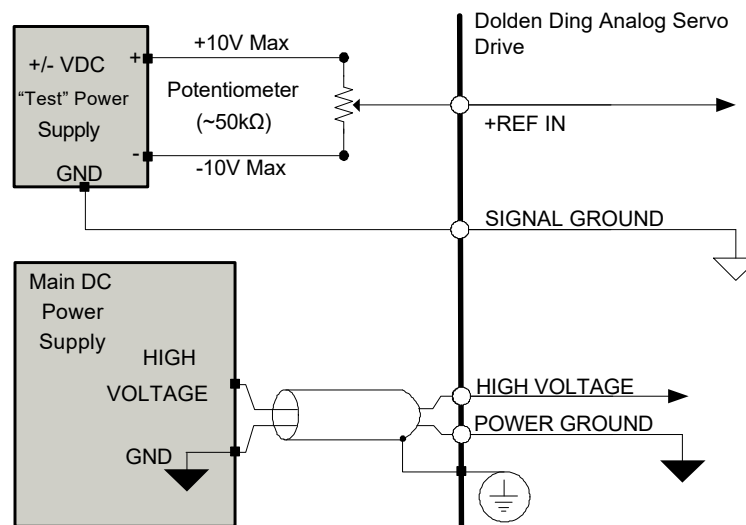 Dolden Ding Analog Servo
Drive
+/- VDC
“Test” Power
Supply
+
-
GND
+10V Max
Potentiometer
(~50kΩ)
-10V Max
+REF IN
SIGNAL GROUND
Main DC
Power
Supply
HIGH
VOLTAGE
GND
HIGH VOLTAGE
POWER GROUND